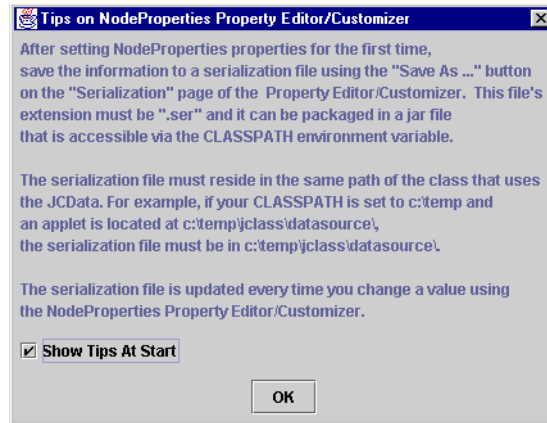 Tips on NodeProperties Property Editor/Customizer
After setting NodeProperties properties for the first time,
save the information to a serialization file using the "Save As ..." button
on the "Serialization" page of the Property Editor/Customizer. This file's
extension must be ".ser" and it can be packaged in a jar file
that is accessible via the CLASSPATH environment variable.
The serialization file must reside in the same path of the class that uses
the JCData. For example, if your CLASSPATH is set to c:\temp and
an applet is located at c:\temp\jclass\datasource\,
the serialization file must be in c:\temp\jclass\datasource\.
The serialization file is updated every time you change a value using
the NodeProperties Property Editor/Customizer.
Show Tips At Start
OK